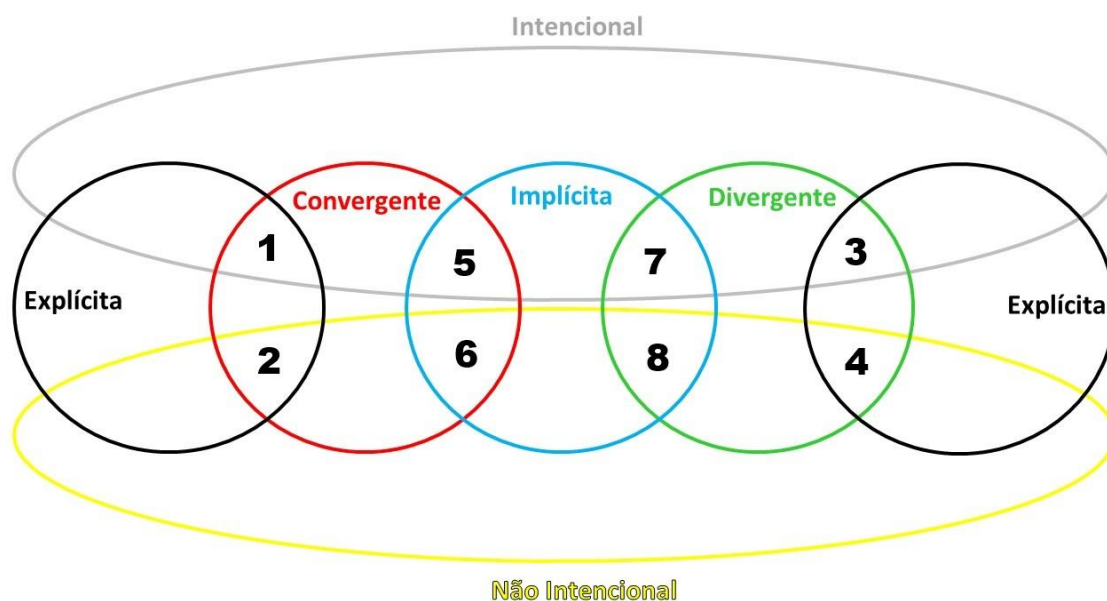 Intencional
Convergente
Implícita
Divergente
1
5
7
3
Explícita
Explícita
2
6
8
4
Não Intencional